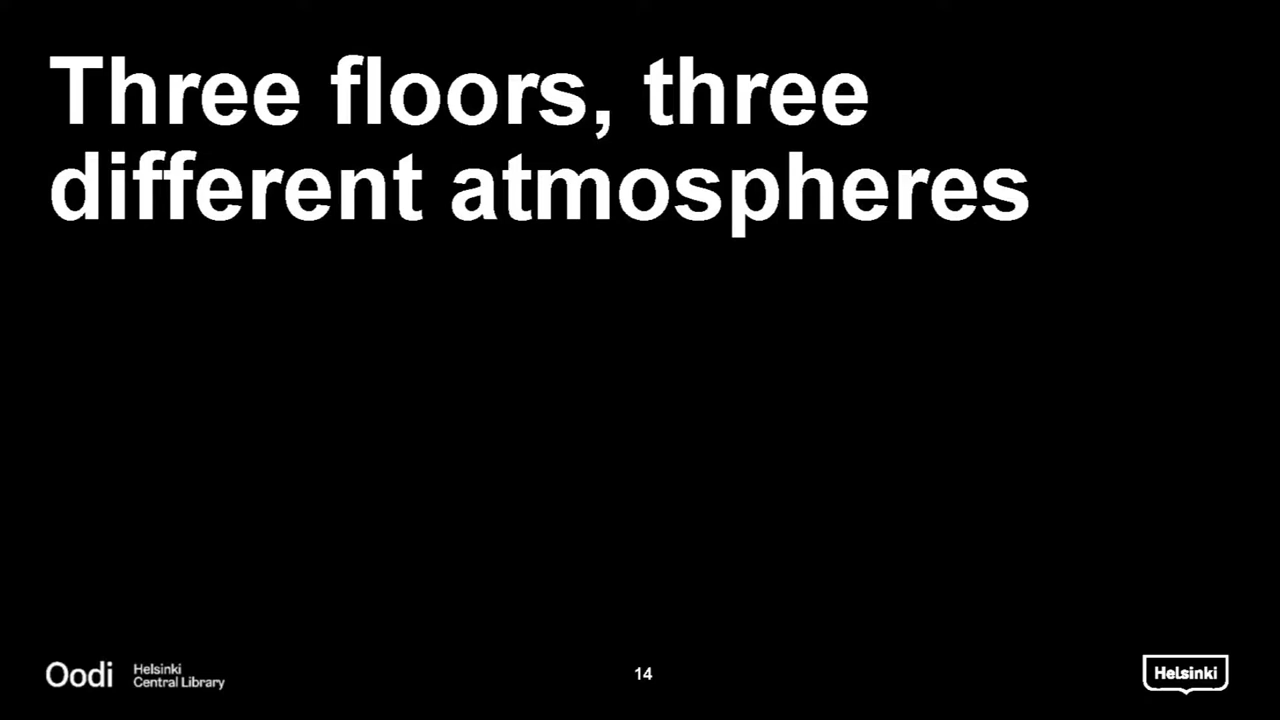 Three floors, three
different atmospheres
Oodi
Helsinki
Central Library
14
Helsinki